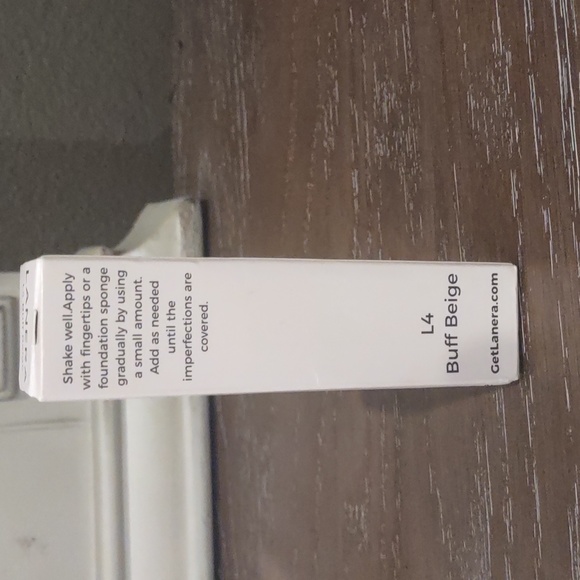 Shake well.Apply
with fingertips or a
foundation sponge
gradually by using
a small amount.
Add as needed
until the
imperfections are
covered.
L4
Buff Beige
GetLanera.com